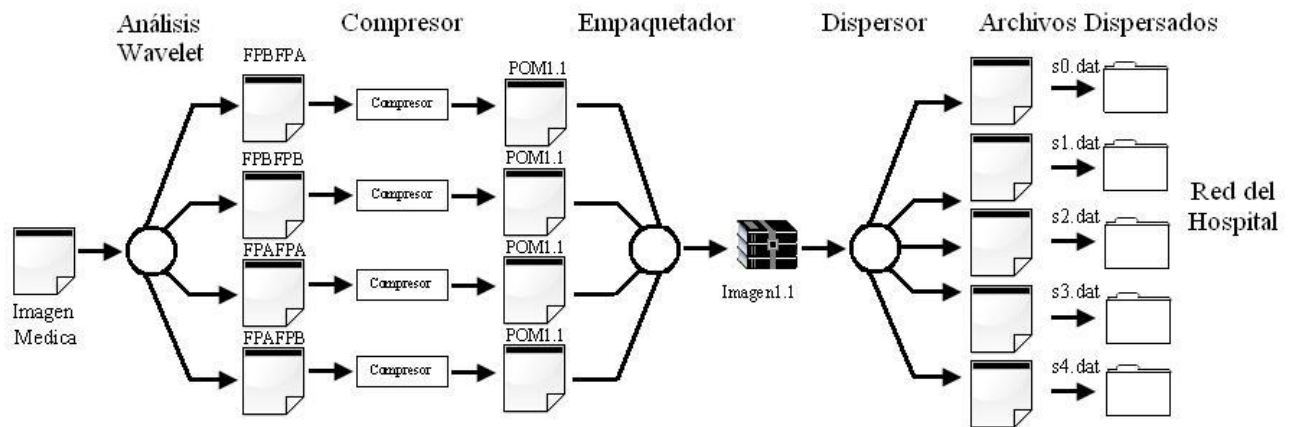 Análisis
Wavelet
Compresor
Empaquetador
Dispersor
Archivos Dispersados
FPBFPA
Compresor
POM1.1
s0.dat
FPBFPB
Compresor
POM1.1
s1.dat
Imagen
Medica
FPAFPA
Compresor
POM1.1
Imagen1.1
s2.dat
Red del
Hospital
s3.dat
FPAFPB
Compresor
POM1.1
s4.dat